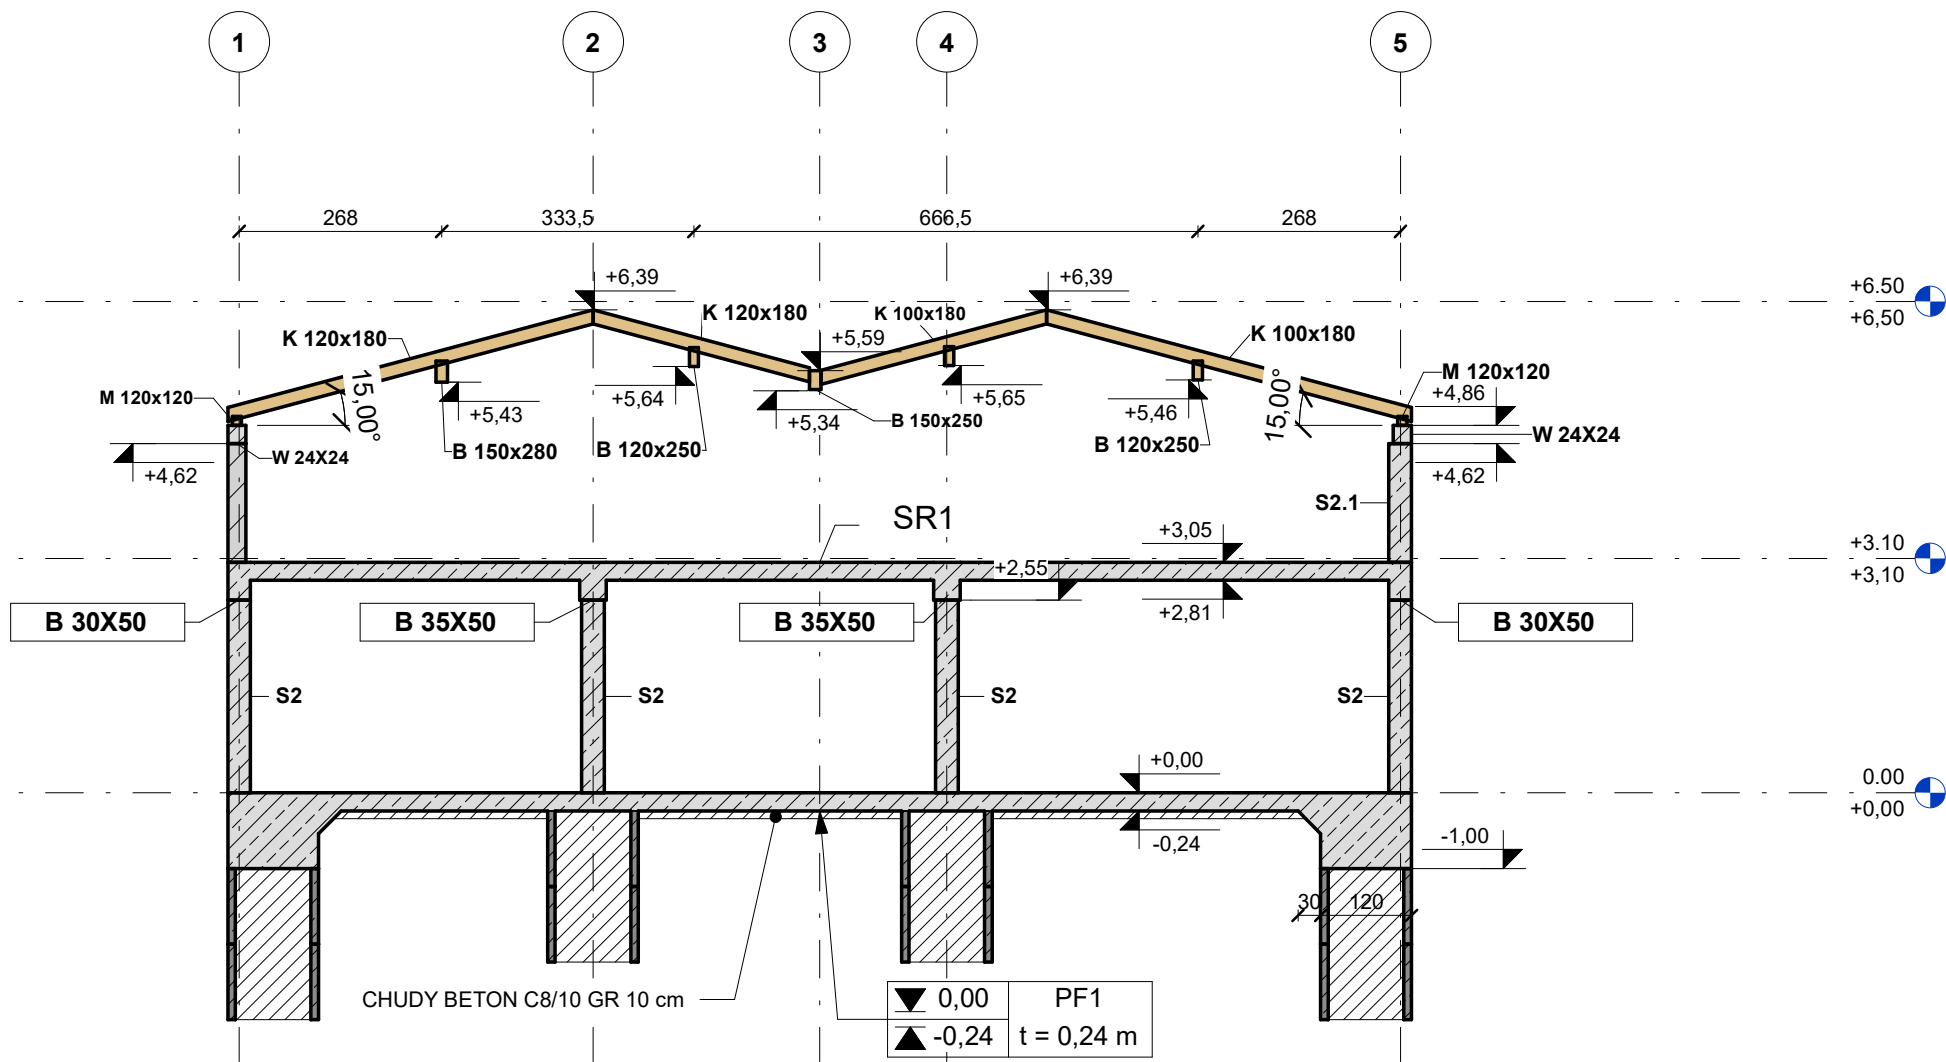 1 2 3 4 5
268 333,5 666,5 268
+6,39 +6,39
+6.50
+6,50
K 120x180 K 120x180 K 100x180 K 100x180
+5,59
15,00° 15,00°
M 120x120 M 120x120
+5,43 +5,64 +5,34 +5,65 +5,46 +4,86
B 150x280 B 120x250 B 150x250 B 120x250
W 24X24 W 24X24
+4,62 +4,62
S2.1
SR1
+3,05
+3.10
+3,10
+2,55
+2,81
B 30X50 B 35X50 B 35X50 B 30X50
S2 S2 S2 S2
+0,00
0.00
+0,00
-0,24
-1,00
30 120
CHUDY BETON C8/10 GR 10 cm
0,00 PF1
-0,24 t = 0,24 m